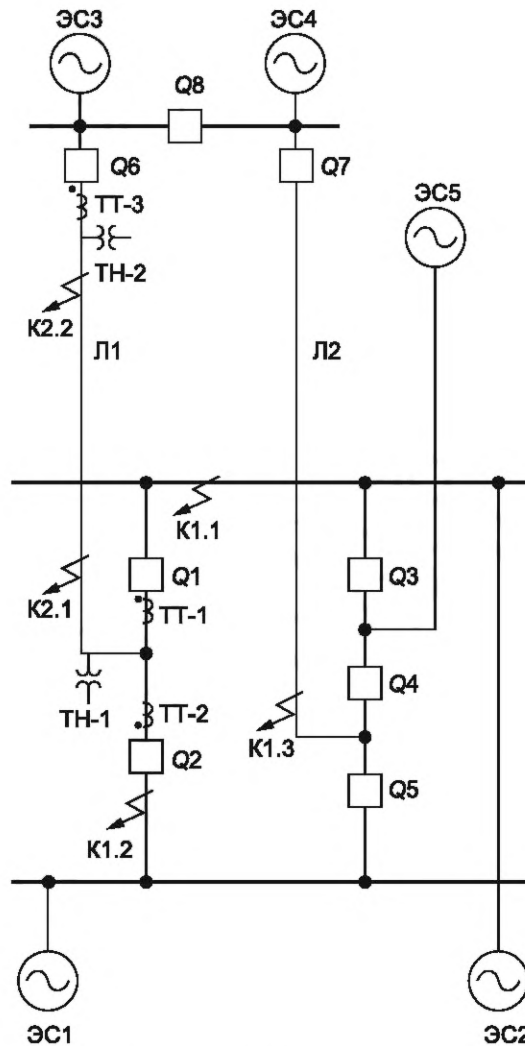 ЭС3
ЭС4
Q8
Q6
Q7
ТТ-3
ЭС5
ТН-2
К2.2
Л1
Л2
К1.1
К2.1
Q1
Q3
ТТ-1
Q4
ТН-1
ТТ-2
К1.3
Q2
Q5
К1.2
ЭС1
ЭС2